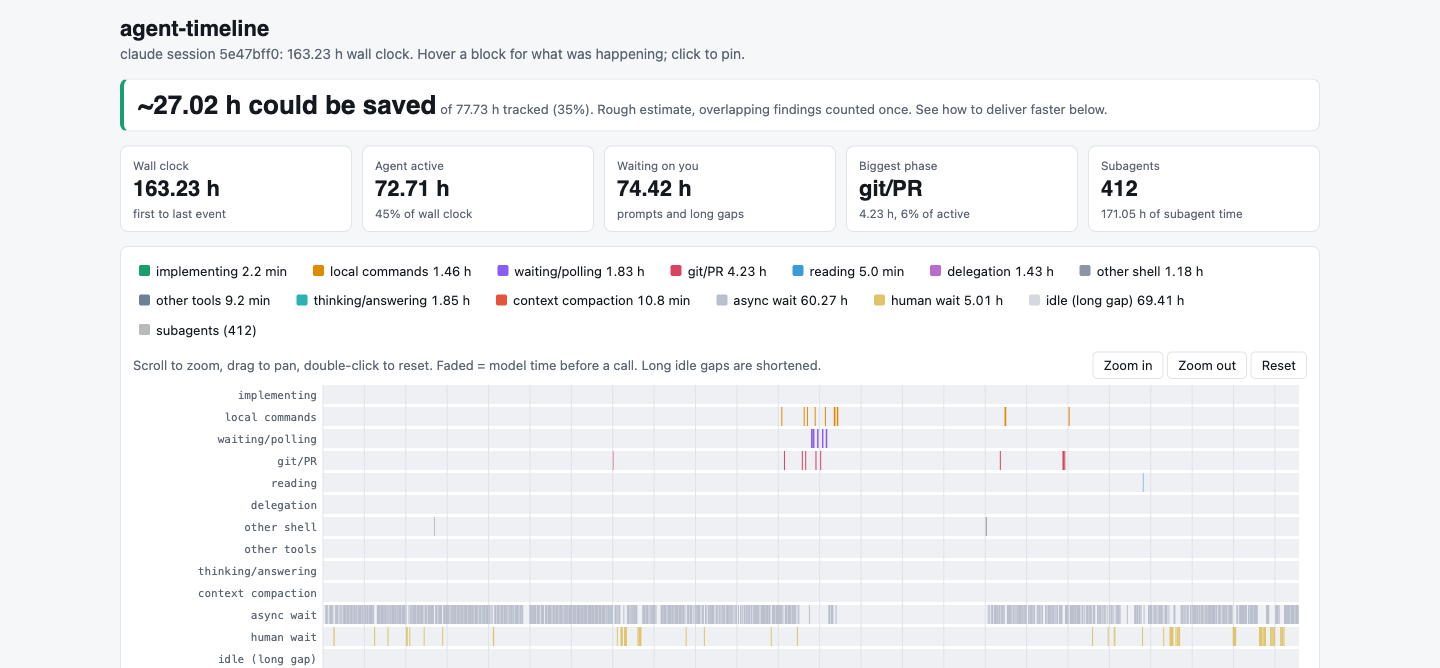 agent-timeline
claude session 5e47bff0: 163.23 h wall clock. Hover a block for what was happening; click to pin.
~27.02 h could be saved of 77.73 h tracked (35%). Rough estimate, overlapping findings counted once. See how to deliver faster below.
Wall clock
163.23 h
first to last event
Agent active
72.71 h
45% of wall clock
Waiting on you
74.42 h
prompts and long gaps
Biggest phase
git/PR
4.23 h, 6% of active
Subagents
412
171.05 h of subagent time
implementing 2.2 min local commands 1.46 h waiting/polling 1.83 h git/PR 4.23 h reading 5.0 min delegation 1.43 h other shell 1.18 h
other tools 9.2 min thinking/answering 1.85 h context compaction 10.8 min async wait 60.27 h human wait 5.01 h idle (long gap) 69.41 h
subagents (412)
Scroll to zoom, drag to pan, double-click to reset. Faded = model time before a call. Long idle gaps are shortened.
Zoom in Zoom out Reset
implementing
local commands
waiting/polling
git/PR
reading
delegation
other shell
other tools
thinking/answering
context compaction
async wait
human wait
idle (long gap)